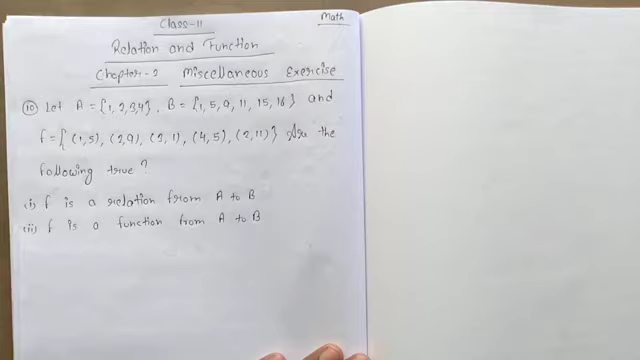 Math
Class-11
Relation and Function
Chapter-2 Miscellaneous Exercise
(10) Let A = {1,2,3,4}, B = {1, 5, 9, 11, 15, 16} and
f = { (1,5), (2,9), (3,1), (4,5), (2,11)} Are the
following true?
(i) f is a relation from A to B
(ii) f is a function from A to B